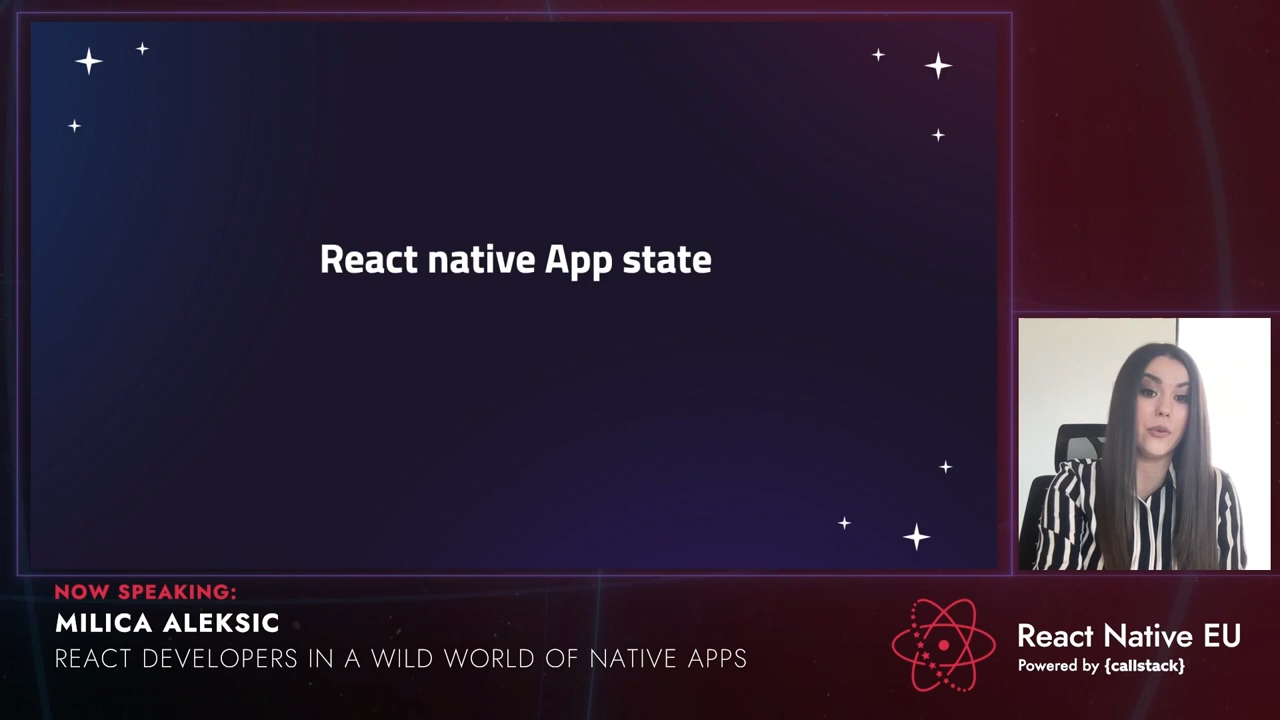 React native App state
NOW SPEAKING:
MILICA ALEKSIC
REACT DEVELOPERS IN A WILD WORLD OF NATIVE APPS
React Native EU
Powered by {callstack}